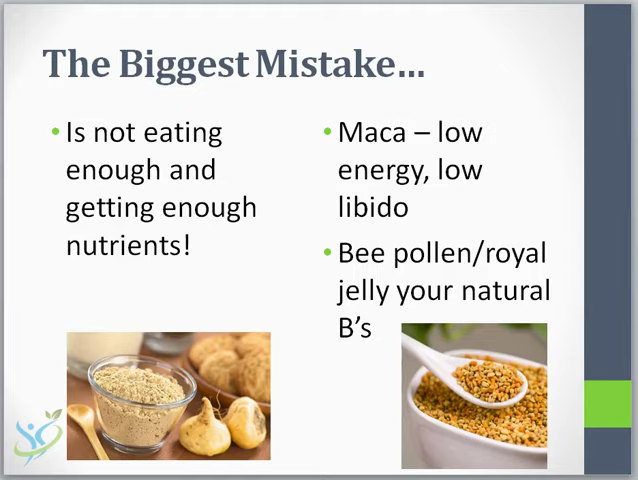 The Biggest Mistake...
• Is not eating
enough and
getting enough
nutrients!
• Maca – low
energy, low
libido
• Bee pollen/royal
jelly your natural
B's